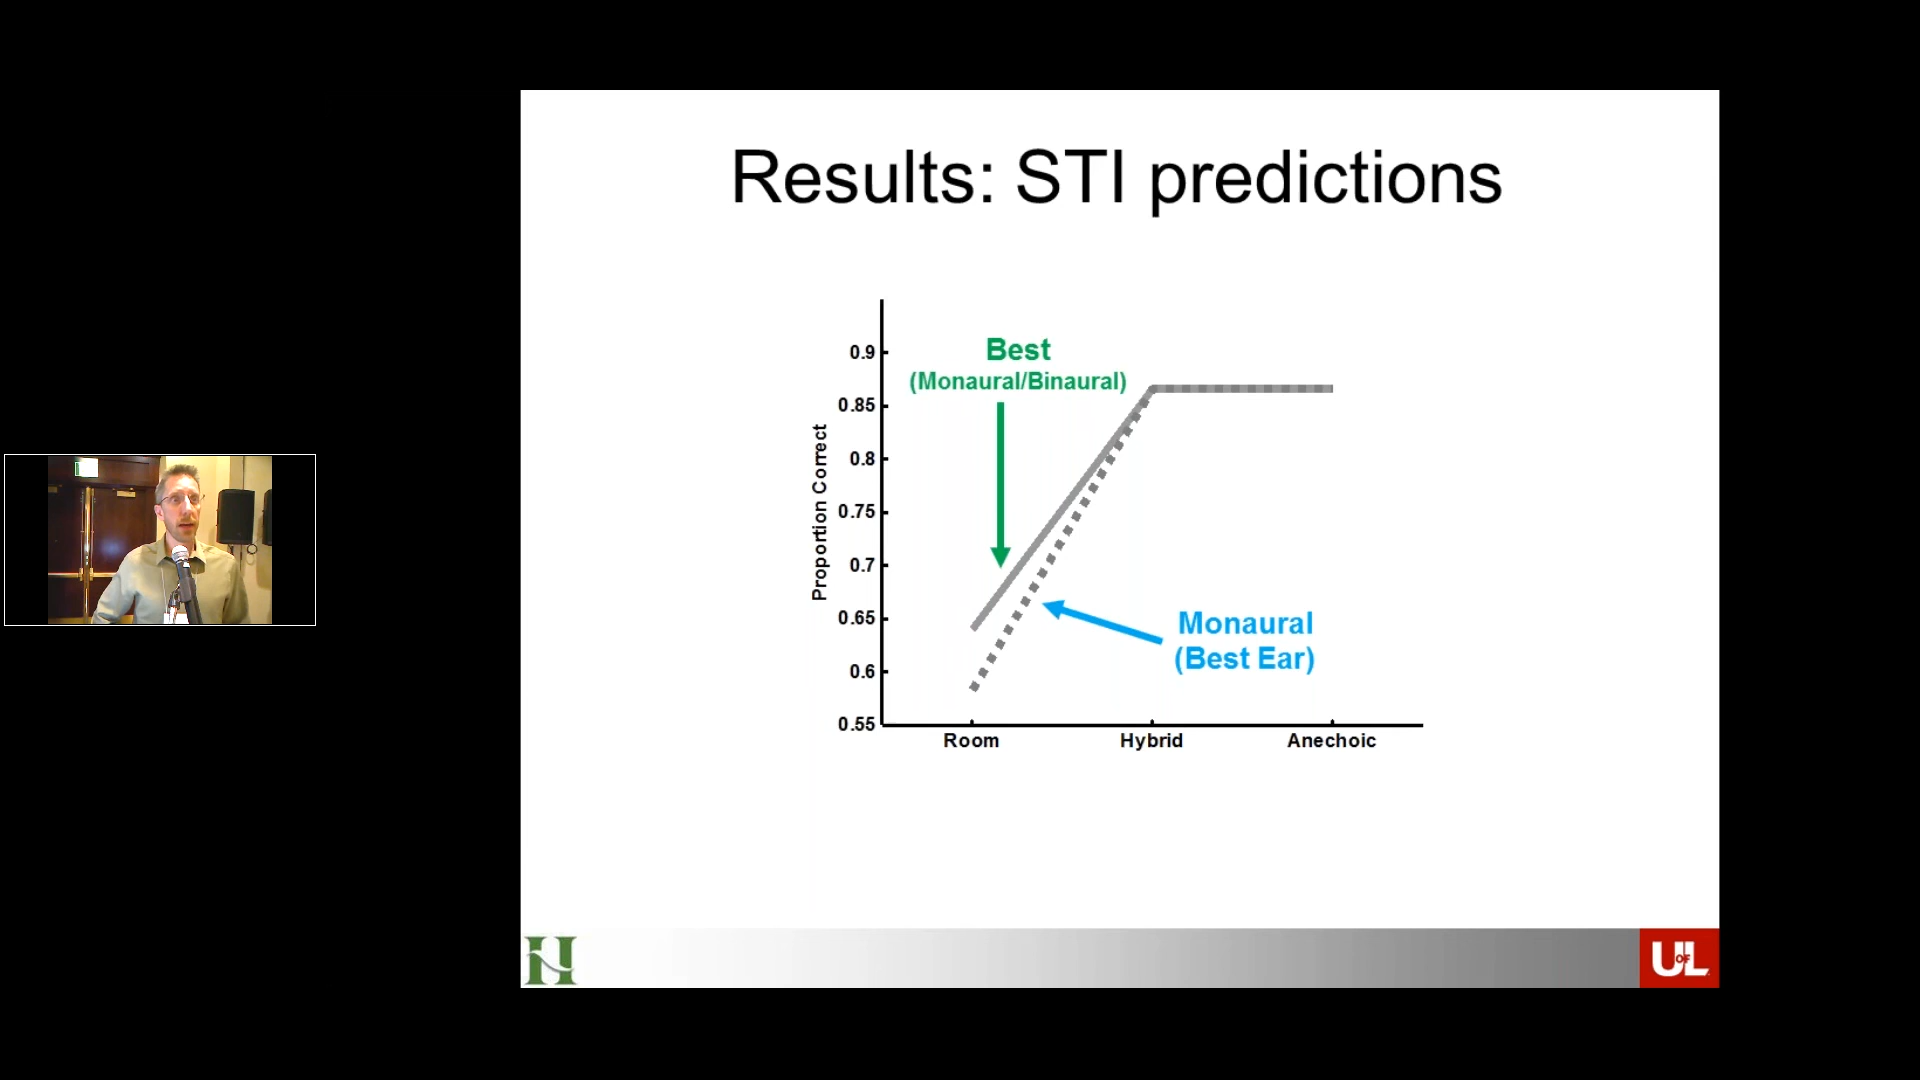 Results: STI predictions
Best
(Monaural/Binaural)
Monaural
(Best Ear)
Proportion Correct
0.9
0.85
0.8
0.75
0.7
0.65
0.6
0.55
Room
Hybrid
Anechoic
H
U OF L